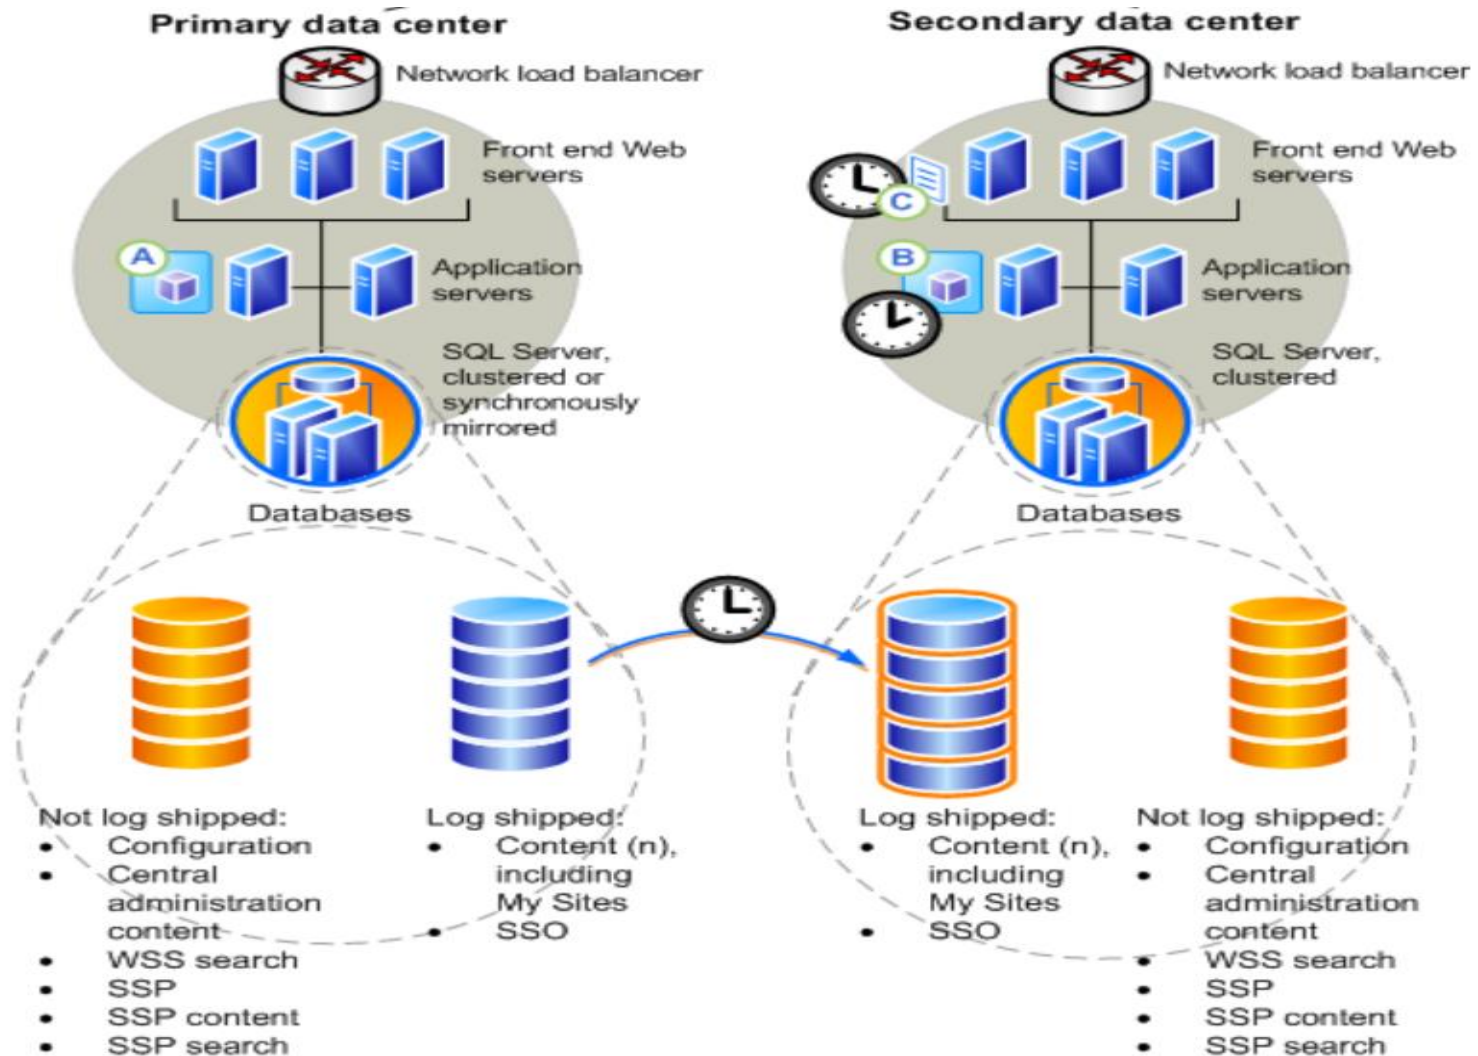 Primary data center
Network load balancer
Front end Web
servers
A
Application
servers
SQL Server,
clustered or
synchronously
mirrored
Databases
Not log shipped:
• Configuration
• Central
administration
content
• WSS search
• SSP
• SSP content
• SSP search
Log shipped:
• Content (n),
including
My Sites
• SSO
Secondary data center
Network load balancer
Front end Web
servers
C
B
Application
servers
SQL Server,
clustered
Databases
Log shipped:
• Content (n),
including
My Sites
• SSO
Not log shipped:
• Configuration
• Central
administration
content
• WSS search
• SSP
• SSP content
• SSP search